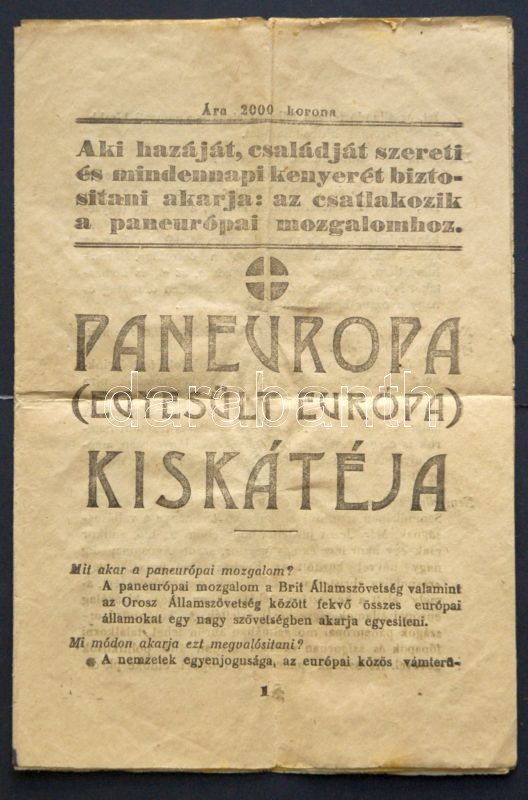 Ára 2000 korona
Aki hazáját, családját szereti
és mindennapi kenyerét bizto-
sitani akarja: az csatlakozik
a paneurópai mozgalomhoz.
PANEUROPA
(EGYESÜLT EURÓPA)
darabanth
KISKÁTÉJA
Mit akar a paneurópai mozgalom?
A paneurópai mozgalom a Brit Államszövetség valamint
az Orosz Államszövetség között fekvő összes európai
államokat egy nagy szövetségben akarja egyesiteni.
Mi módon akarja ezt megvalósitani?
A nemzetek egyenjogusága, az európai közös vámterü-
1